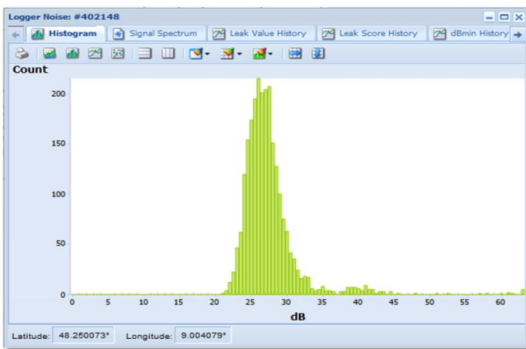 Logger Noise: #402148
Histogram Signal Spectrum Leak Value History Leak Score History dBmin History
Count
200
150
100
50
0
0 5 10 15 20 25 30 35 40 45 50 55 60
dB
Latitude: 48.250073° Longitude: 9.004079°